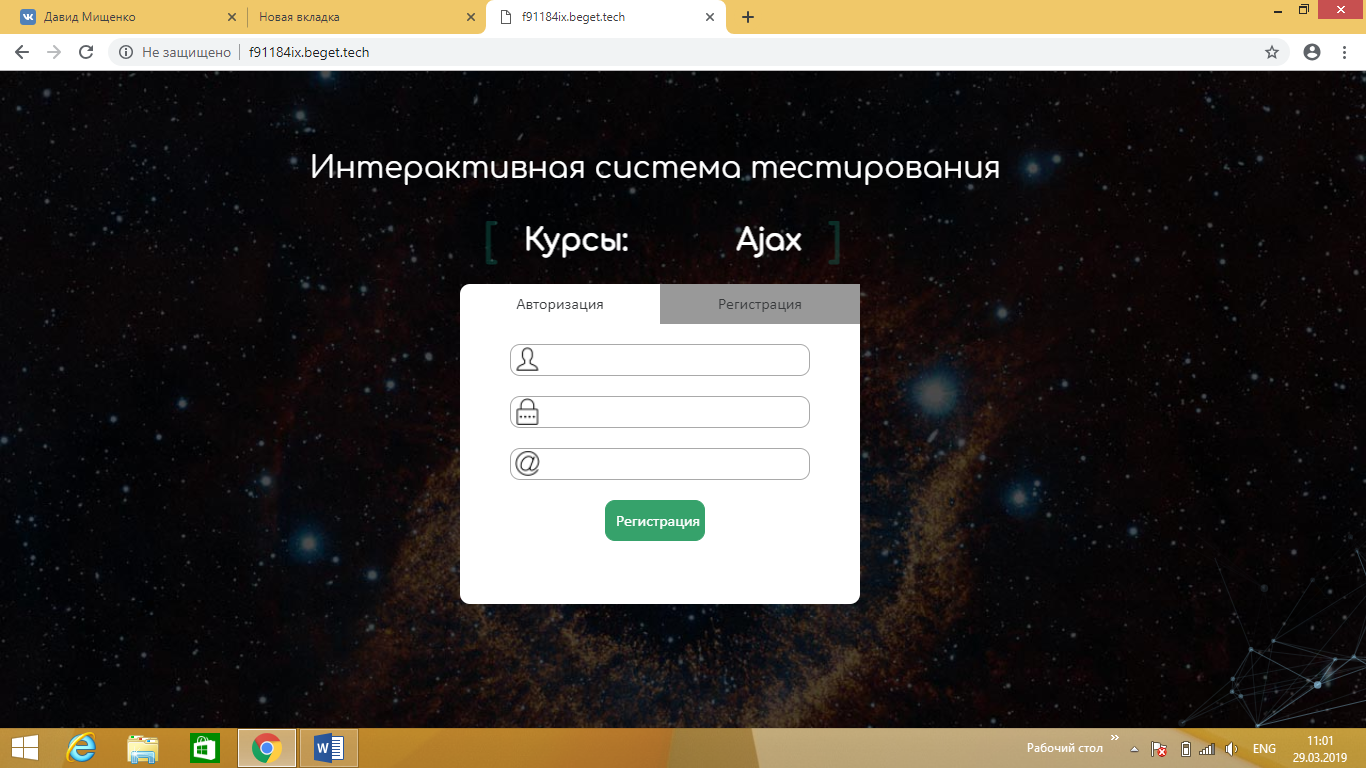 Давид Мищенко
Новая вкладка
f91184ix.beget.tech
Не защищено
f91184ix.beget.tech
Интерактивная система тестирования
[ Курсы: Ajax ]
Авторизация
Регистрация
@
Регистрация
Рабочий стол
ENG
11:01
29.03.2019